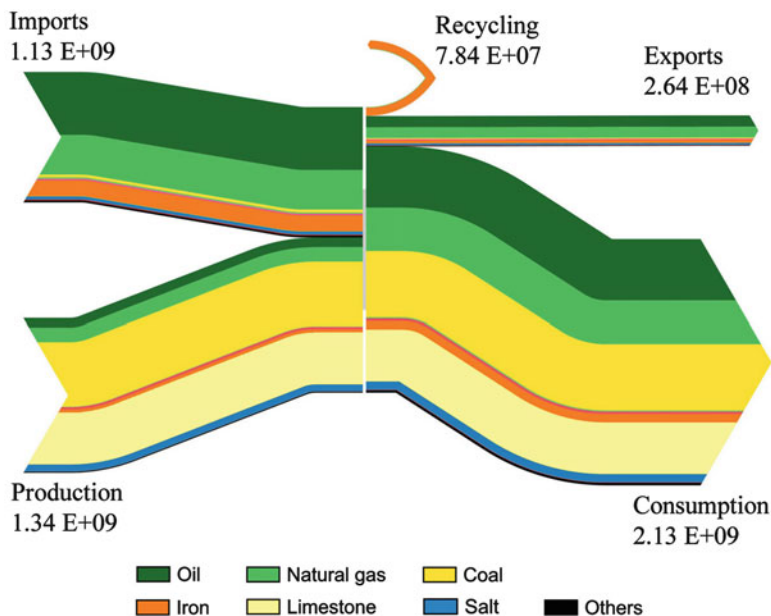 Imports
1.13 E+09
Recycling
7.84 E+07
Exports
2.64 E+08
Production
1.34 E+09
Consumption
2.13 E+09
Oil
Natural gas
Coal
Iron
Limestone
Salt
Others